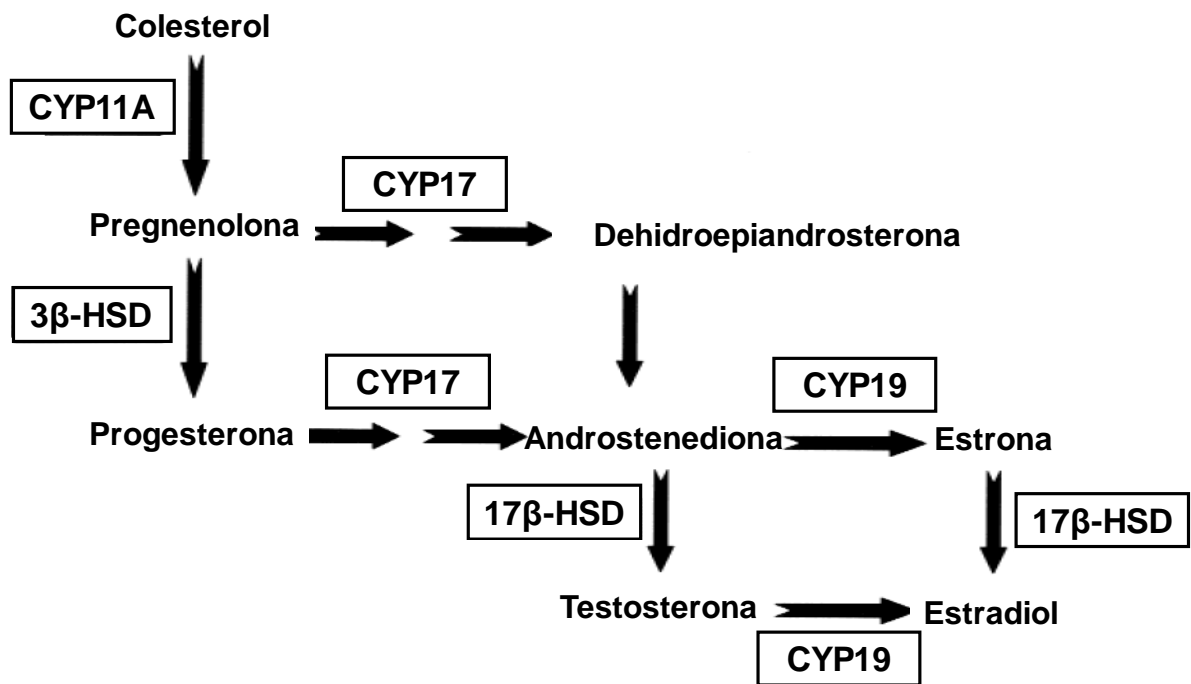 Colesterol
CYP11A
CYP17
Pregnenolona
Dehidroepiandrosterona
3β-HSD
CYP17
CYP19
Progesterona
Androstenediona
Estrona
17β-HSD
17β-HSD
Testosterona
Estradiol
CYP19